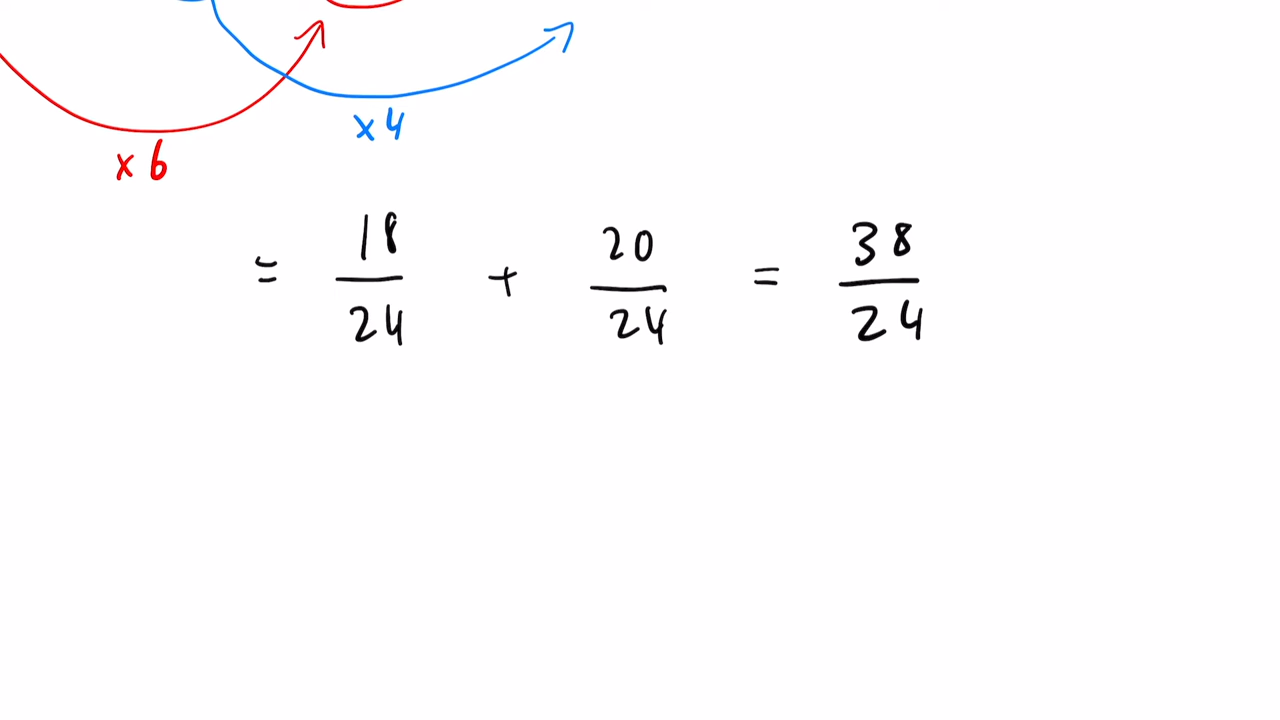 x 4
x 6
= 18/24 + 20/24 = 38/24